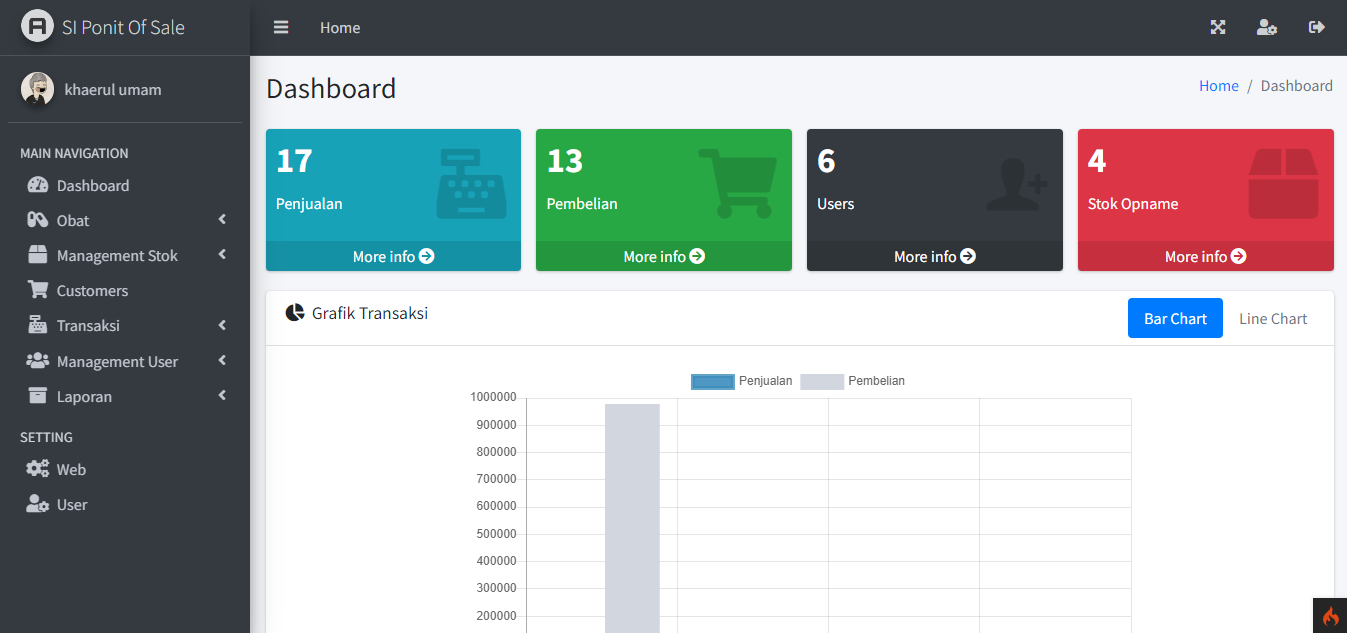 SI Ponit Of Sale
Home
khaerul umam
MAIN NAVIGATION
Dashboard
Obat
Management Stok
Customers
Transaksi
Management User
Laporan
SETTING
Web
User
Dashboard
Home / Dashboard
17
Penjualan
More info
13
Pembelian
More info
6
Users
More info
4
Stok Opname
More info
Grafik Transaksi
Bar Chart
Line Chart
Penjualan
Pembelian
1000000
900000
800000
700000
600000
500000
400000
300000
200000